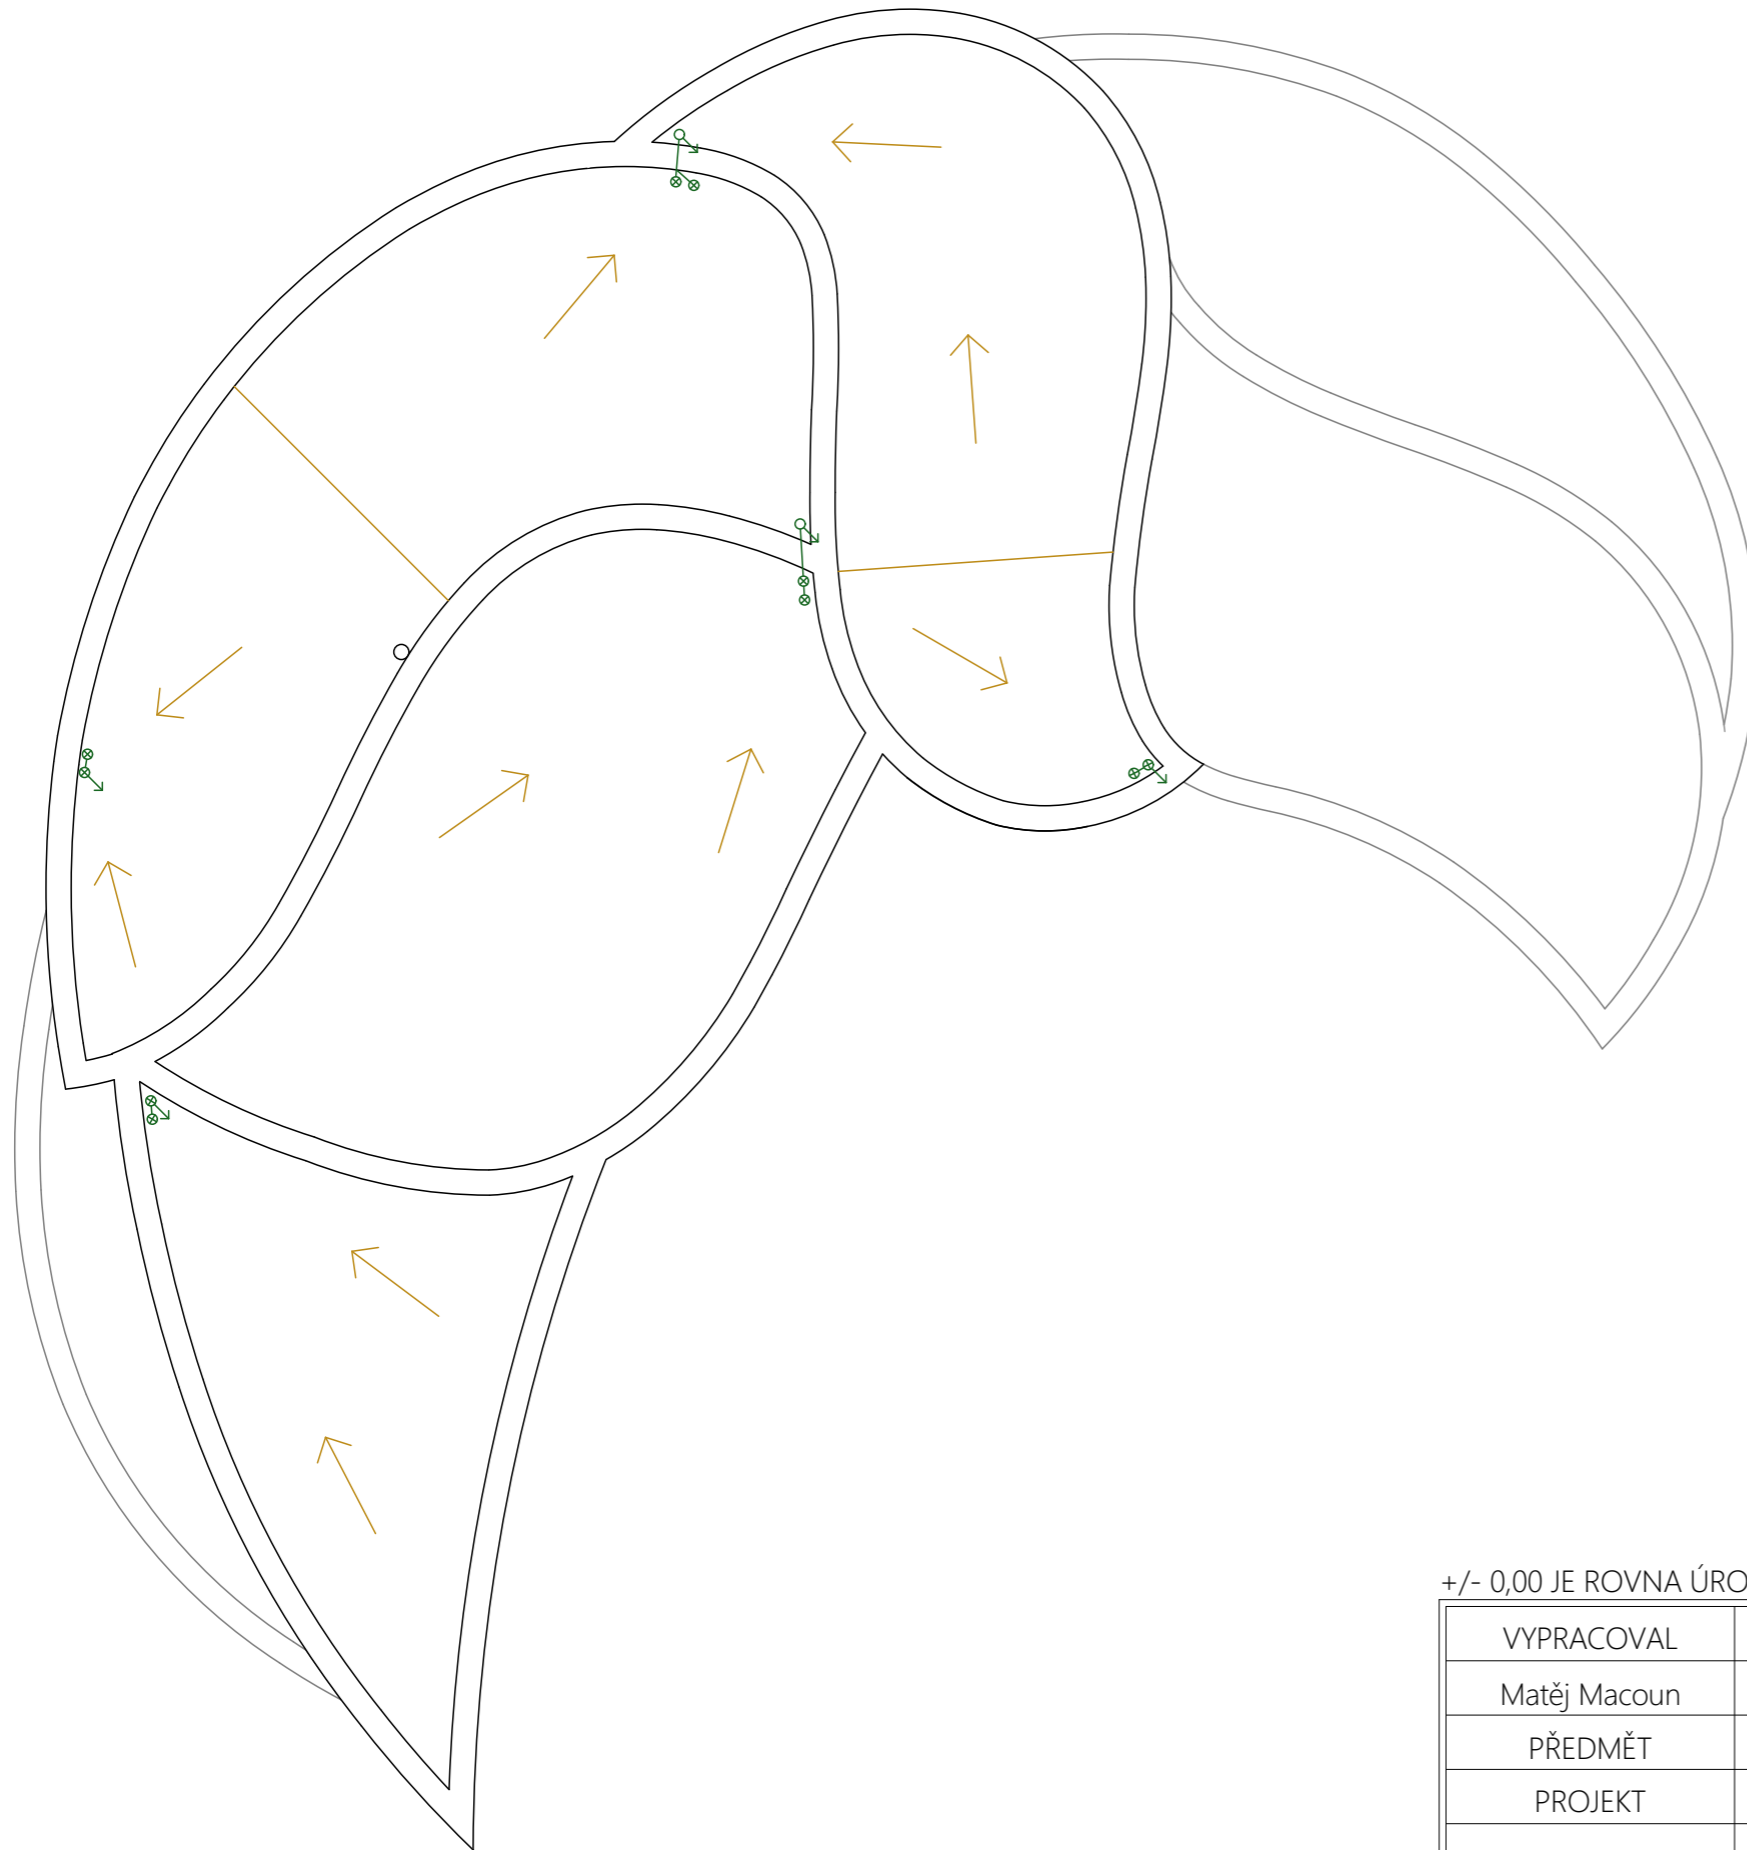 +/- 0,00 JE ROVNA ÚRO
VYPRACOVAL
Matěj Macoun
PŘEDMĚT
PROJEKT